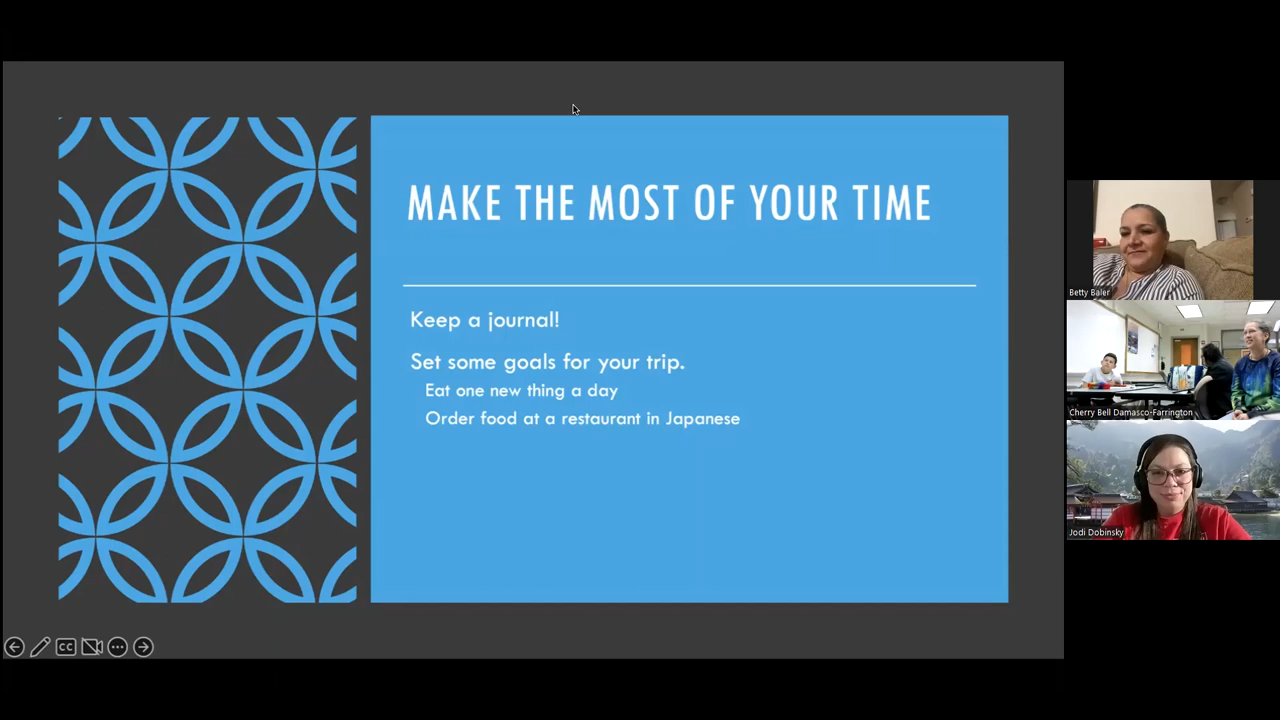 MAKE THE MOST OF YOUR TIME
Keep a journal!
Set some goals for your trip.
Eat one new thing a day
Order food at a restaurant in Japanese
Betty Baler
Cherry Bell Damasco-Farrington
Jodi Dobinsky
CC